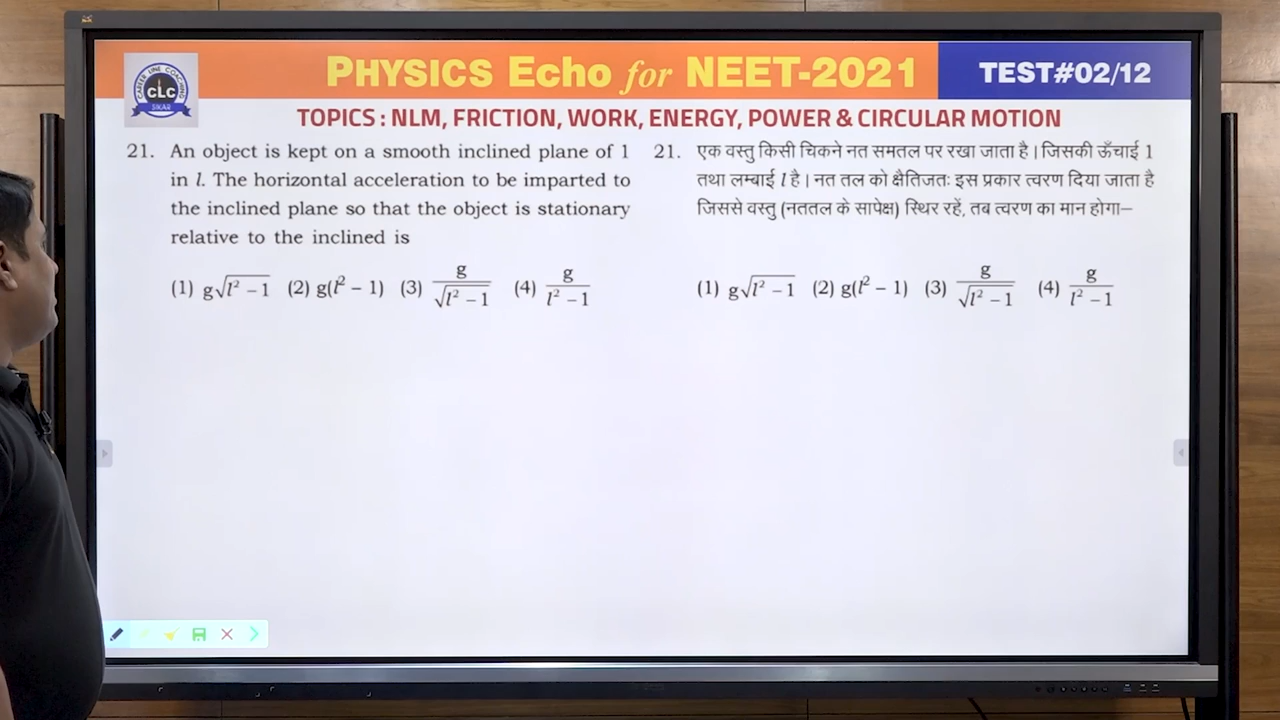 PHYSICS Echo for NEET-2021
TEST#02/12
CAREER LINE COACHING
CLC
SIKAR
TOPICS : NLM, FRICTION, WORK, ENERGY, POWER & CIRCULAR MOTION
21. An object is kept on a smooth inclined plane of 1
in l. The horizontal acceleration to be imparted to
the inclined plane so that the object is stationary
relative to the inclined is
(1) g√(l² – 1) (2) g(l² – 1) (3) g/√(l² – 1) (4) g/(l² – 1)
21. एक वस्तु किसी चिकने नत समतल पर रखा जाता है। जिसकी ऊँचाई 1
तथा लम्बाई l है। नत तल को क्षैतिजतः इस प्रकार त्वरण दिया जाता है
जिससे वस्तु (नततल के सापेक्ष) स्थिर रहें, तब त्वरण का मान होगा–
(1) g√(l² – 1) (2) g(l² – 1) (3) g/√(l² – 1) (4) g/(l² – 1)